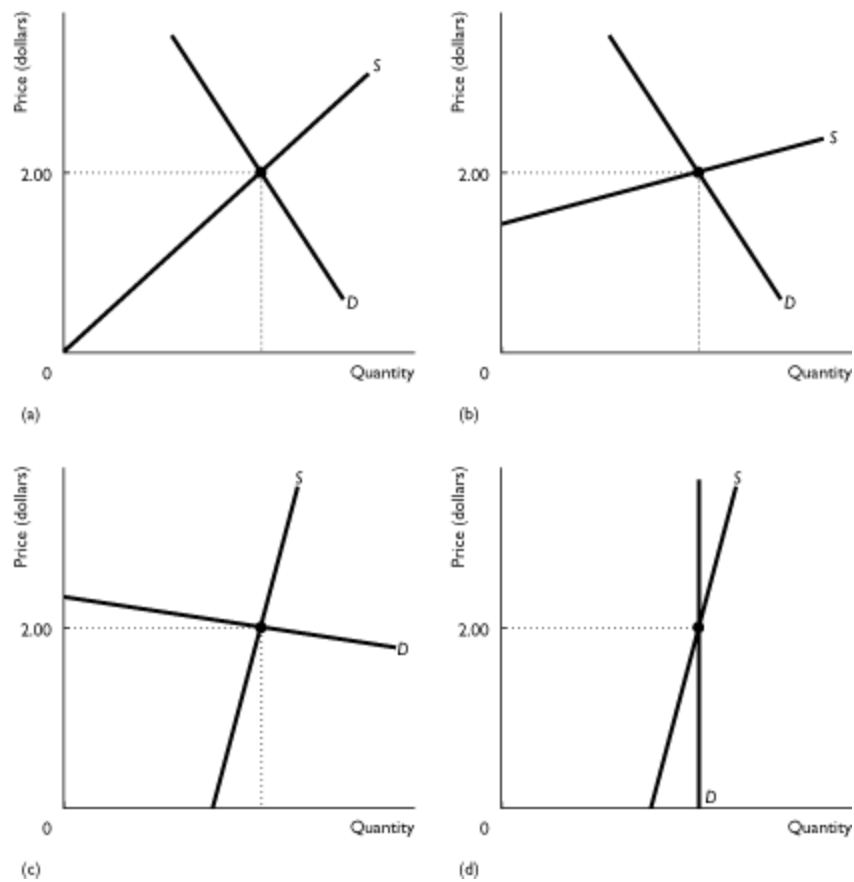 Price (dollars)
S
2.00
D
0
Quantity
(a)
Price (dollars)
S
2.00
D
0
Quantity
(b)
Price (dollars)
S
2.00
D
0
Quantity
(c)
Price (dollars)
S
2.00
D
0
Quantity
(d)